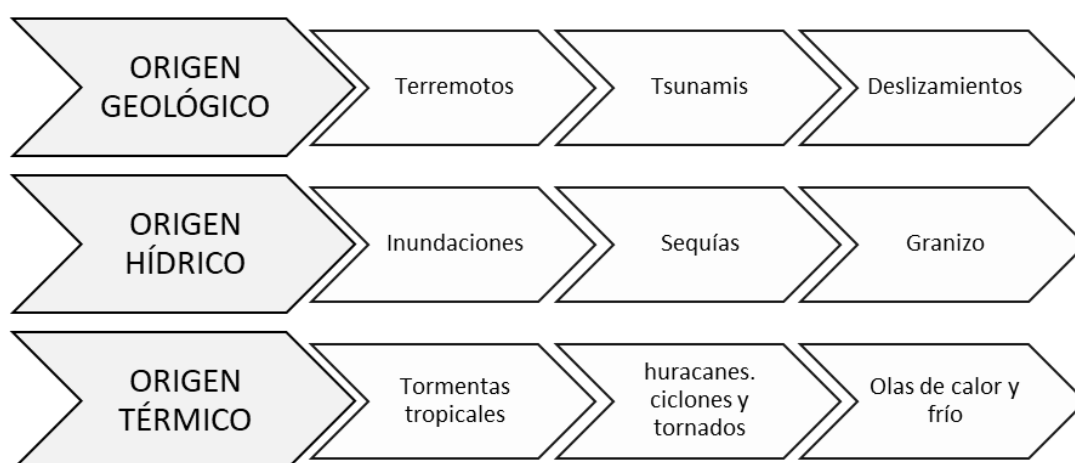 ORIGEN
GEOLÓGICO
Terremotos
Tsunamis
Deslizamientos
ORIGEN
HÍDRICO
Inundaciones
Sequías
Granizo
ORIGEN
TÉRMICO
Tormentas
tropicales
huracanes.
ciclones y
tornados
Olas de calor y
frío